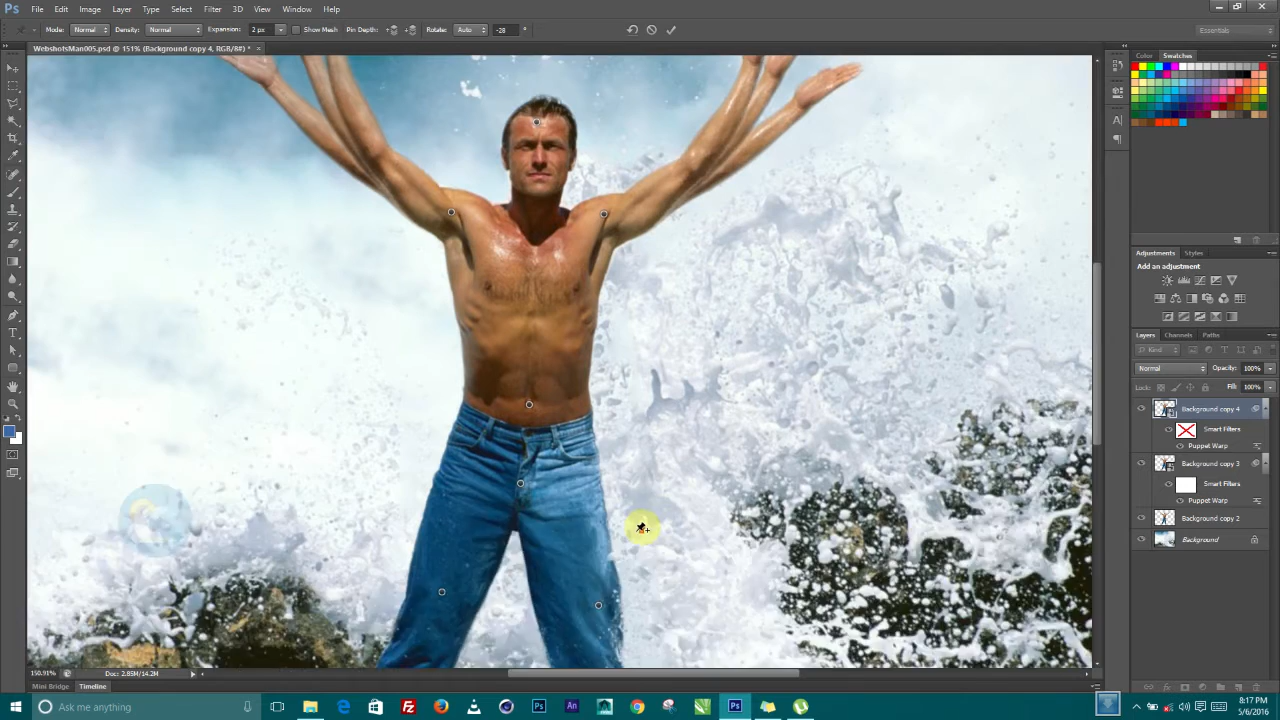 Ps File Edit Image Layer Type Select Filter 3D View Window Help
Mode: Normal Density: Normal Expansion: 2 px Show Mesh Pin Depth: Rotate: Auto -28 ° Essentials
WebshotsMan005.psd @ 151% (Background copy 4, RGB/8#) * ×
Color Swatches
Adjustments Styles
Add an adjustment
Layers Channels Paths
Kind
Normal Opacity: 100%
Lock: Fill: 100%
Background copy 4
Smart Filters
Puppet Warp
Background copy 3
Smart Filters
Puppet Warp
Background copy 2
Background
150.91% Doc: 2.85M/14.2M
Mini Bridge Timeline
Ask me anything
8:17 PM
5/6/2016